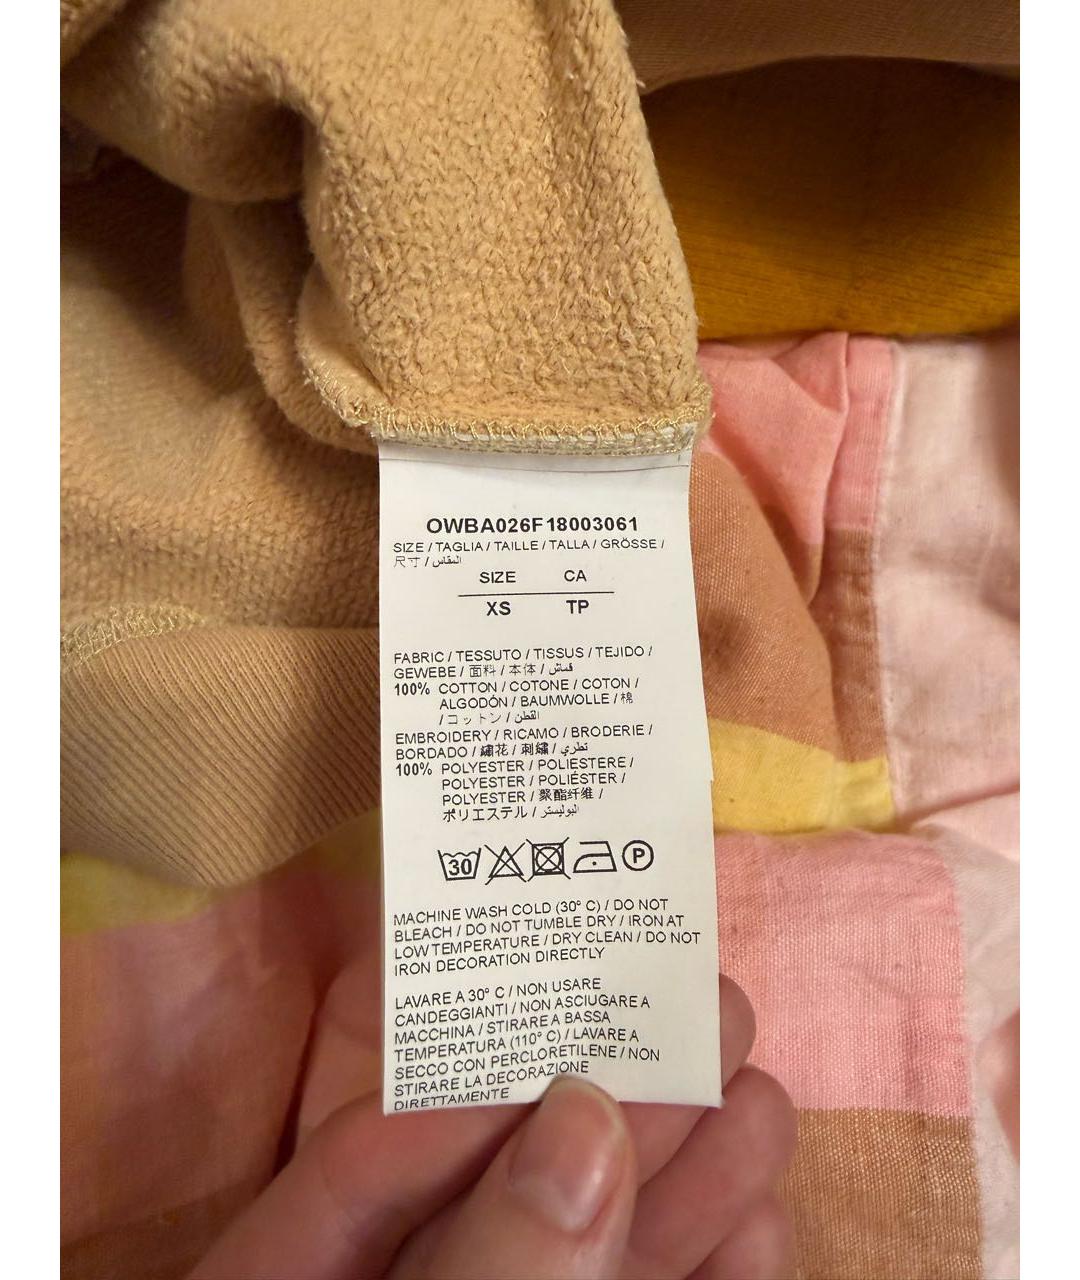 OWBA026F18003061
SIZE / TAGLIA / TAILLE / TALLA / GRÖSSE /
尺寸 / المقاس
SIZE CA
XS TP
FABRIC / TESSUTO / TISSUS / TEJIDO /
GEWEBE / 面料 / 本体 / قماش
100% COTTON / COTONE / COTON /
ALGODÓN / BAUMWOLLE / 棉
/ コットン / القطن
EMBROIDERY / RICAMO / BRODERIE /
BORDADO / 繡花 / 刺繍 / تطري
100% POLYESTER / POLIESTERE /
POLYESTER / POLIÉSTER /
POLYESTER / 聚酯纤维 /
ポリエステル / البوليستر
30 P
MACHINE WASH COLD (30° C) / DO NOT
BLEACH / DO NOT TUMBLE DRY / IRON AT
LOW TEMPERATURE / DRY CLEAN / DO NOT
IRON DECORATION DIRECTLY
LAVARE A 30° C / NON USARE
CANDEGGIANTI / NON ASCIUGARE A
MACCHINA / STIRARE A BASSA
TEMPERATURA (110° C) / LAVARE A
SECCO CON PERCLORETILENE / NON
STIRARE LA DECORAZIONE
DIRETTAMENTE